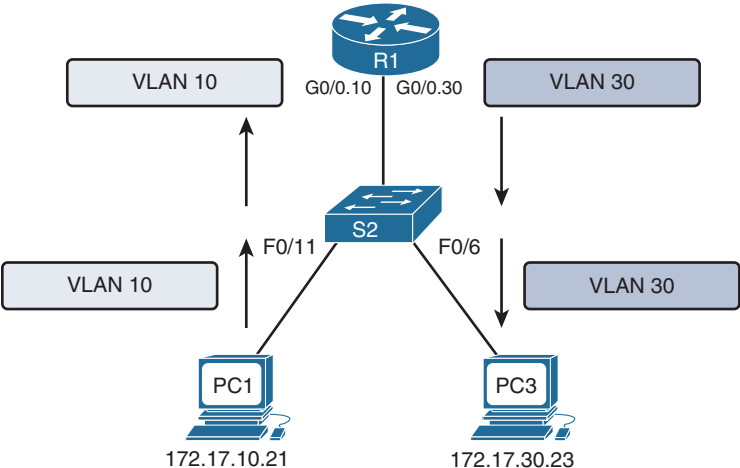 R1
VLAN 10
G0/0.10
G0/0.30
VLAN 30
S2
F0/11
F0/6
VLAN 10
VLAN 30
PC1
PC3
172.17.10.21
172.17.30.23